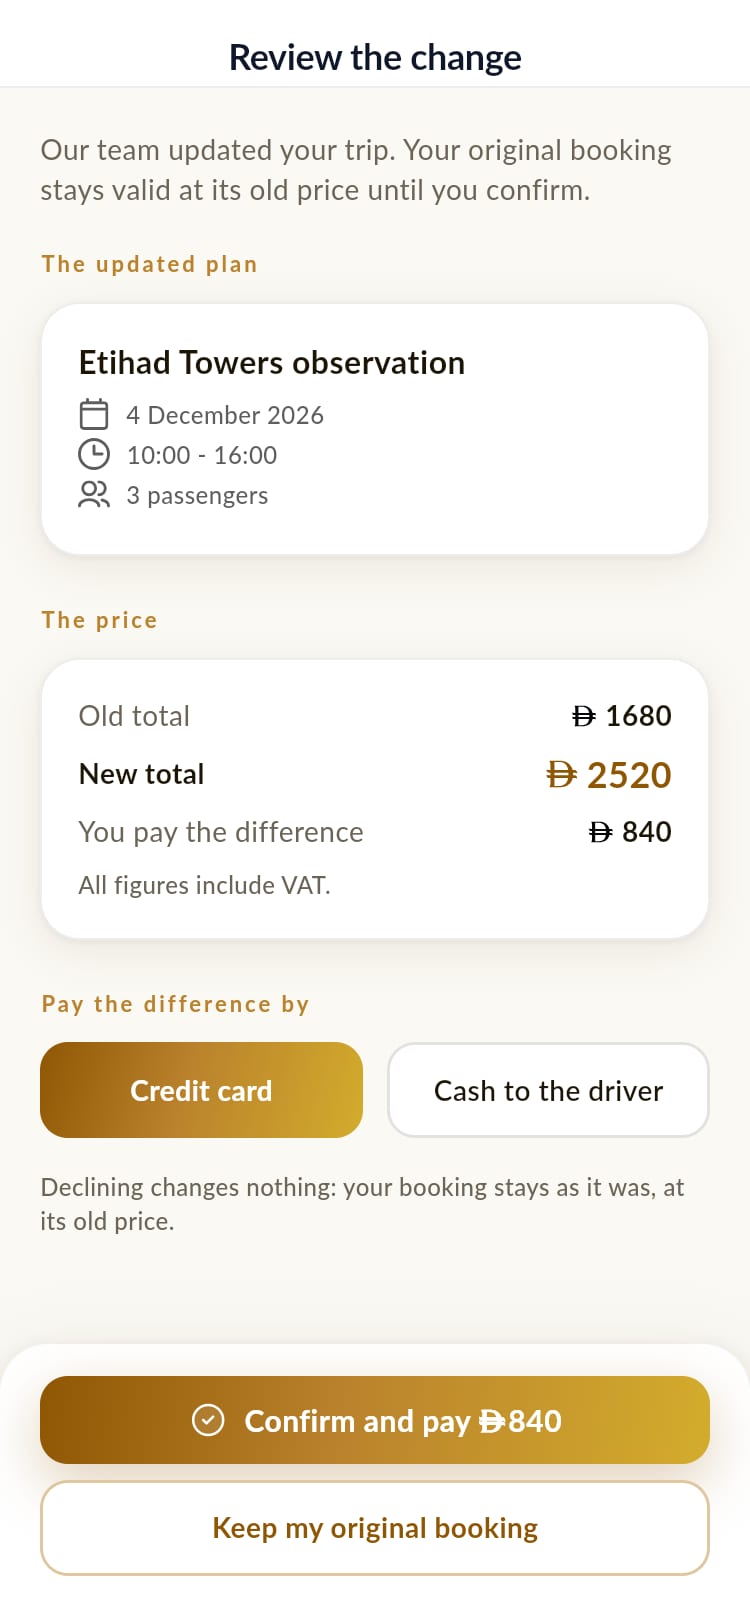 Review the change
Our team updated your trip. Your original booking
stays valid at its old price until you confirm.
The updated plan
Etihad Towers observation
4 December 2026
10:00 - 16:00
3 passengers
The price
Old total
⃃ 1680
New total
⃃ 2520
You pay the difference
⃃ 840
All figures include VAT.
Pay the difference by
Credit card
Cash to the driver
Declining changes nothing: your booking stays as it was, at
its old price.
Confirm and pay ⃃840
Keep my original booking